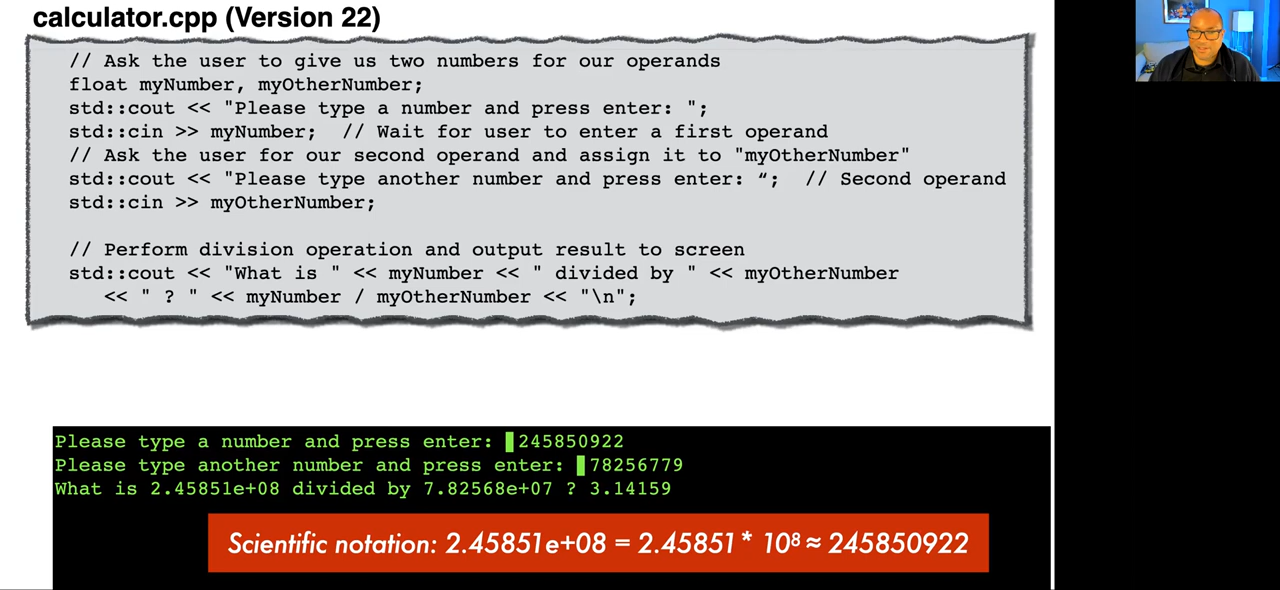 calculator.cpp (Version 22)
// Ask the user to give us two numbers for our operands
float myNumber, myOtherNumber;
std::cout << "Please type a number and press enter: ";
std::cin >> myNumber;  // Wait for user to enter a first operand
// Ask the user for our second operand and assign it to "myOtherNumber"
std::cout << "Please type another number and press enter: “;  // Second operand
std::cin >> myOtherNumber;
// Perform division operation and output result to screen
std::cout << "What is " << myNumber << " divided by " << myOtherNumber
<< " ? " << myNumber / myOtherNumber << "\n";
Please type a number and press enter: 245850922
Please type another number and press enter: 78256779
What is 2.45851e+08 divided by 7.82568e+07 ? 3.14159
Scientific notation: 2.45851e+08 = 2.45851 * 10⁸ ≈ 245850922